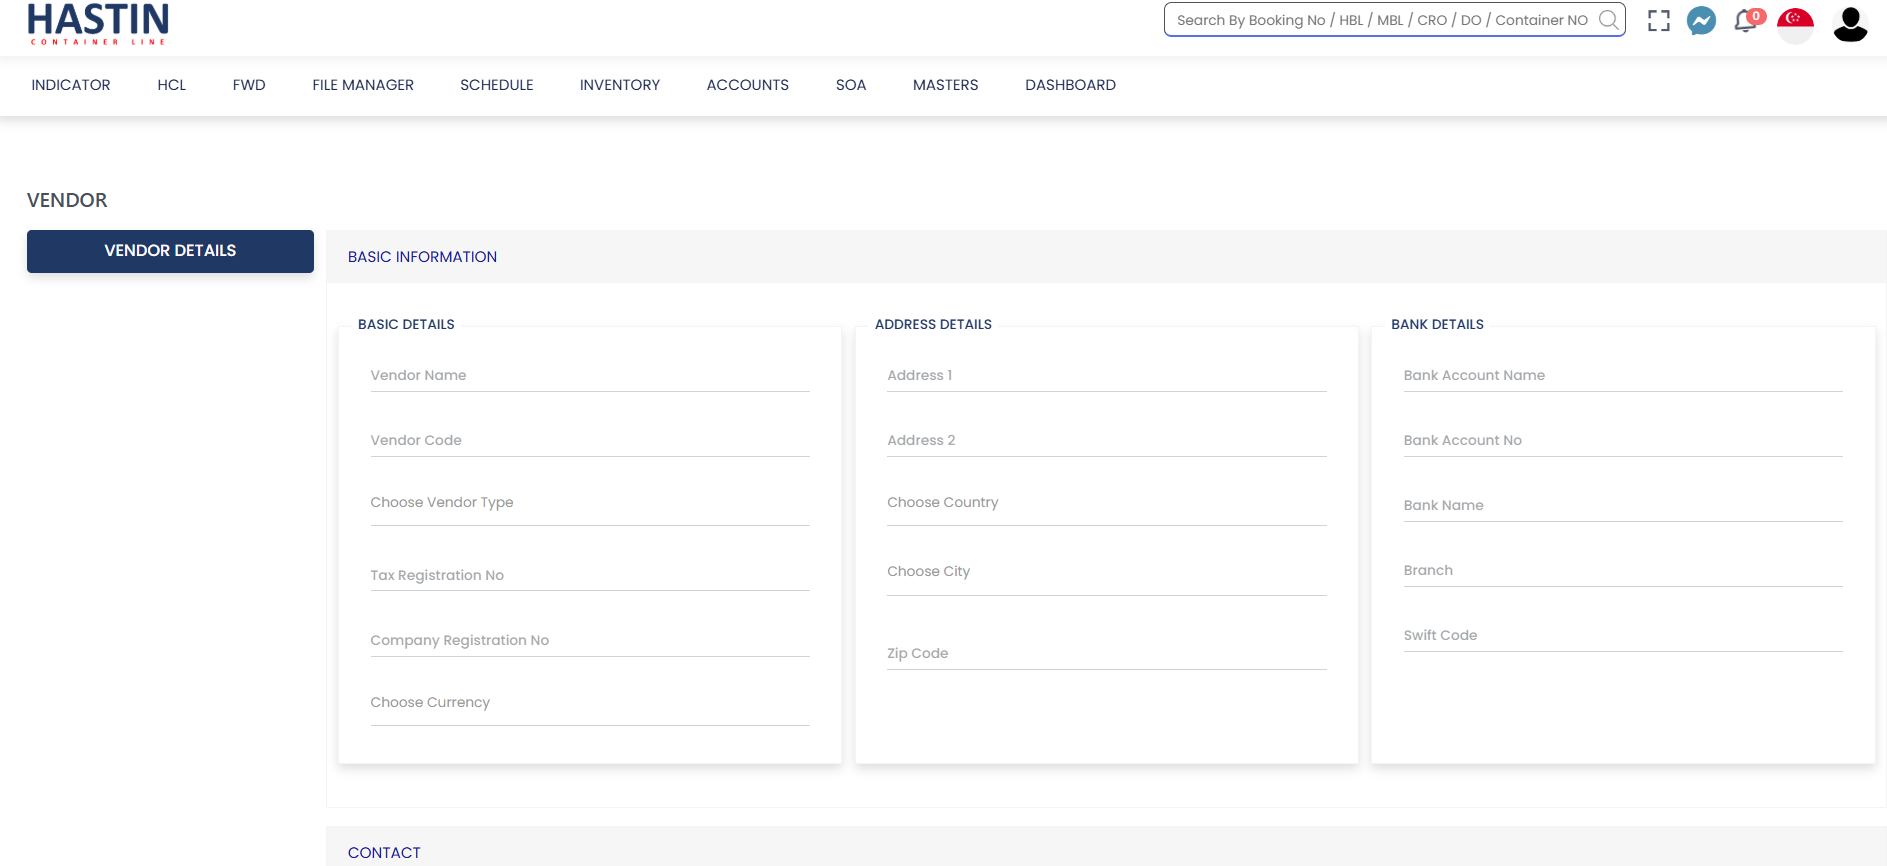 HASTIN
CONTAINER LINE
Search By Booking No / HBL / MBL / CRO / DO / Container NO
0
INDICATOR HCL FWD FILE MANAGER SCHEDULE INVENTORY ACCOUNTS SOA MASTERS DASHBOARD
VENDOR
VENDOR DETAILS
BASIC INFORMATION
BASIC DETAILS
Vendor Name
Vendor Code
Choose Vendor Type
Tax Registration No
Company Registration No
Choose Currency
ADDRESS DETAILS
Address 1
Address 2
Choose Country
Choose City
Zip Code
BANK DETAILS
Bank Account Name
Bank Account No
Bank Name
Branch
Swift Code
CONTACT